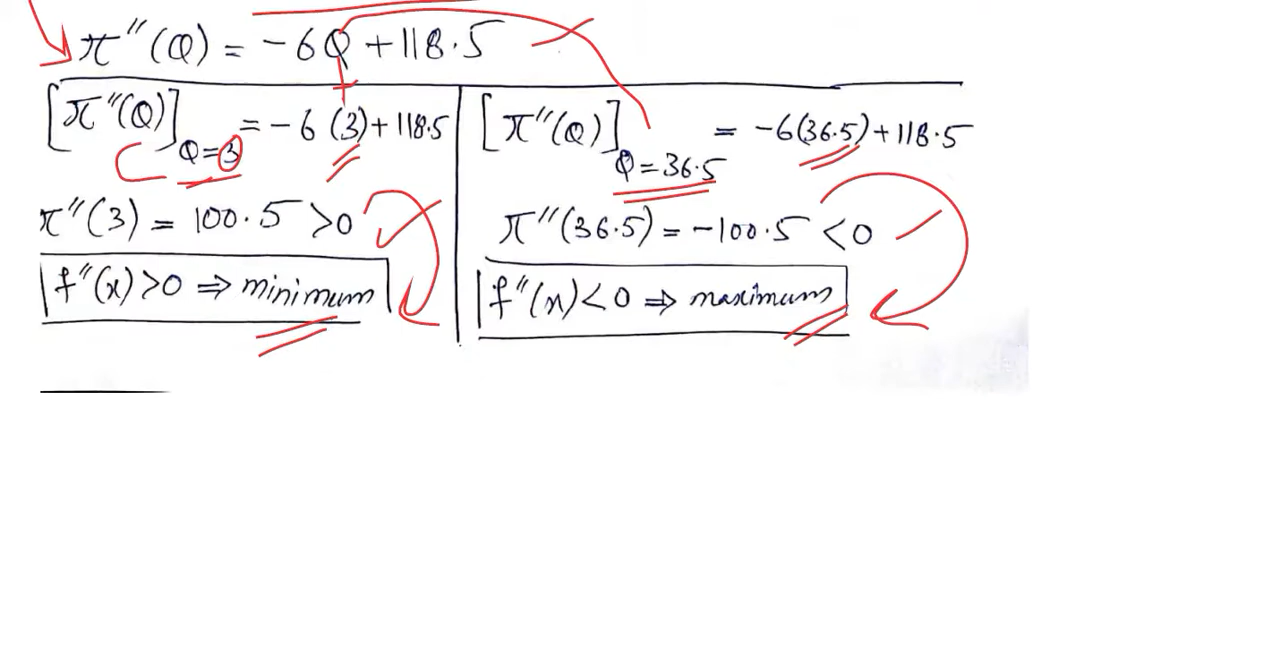 π″(Q) = -6Q + 118.5
[π″(Q)]Q=3 = -6 (3) + 118.5
π″(3) = 100.5 >0
f″(x) >0 ⇒ minimum
[π″(Q)]Q=36.5 = -6(36.5) + 118.5
π″(36.5) = -100.5 <0
f″(x) <0 ⇒ maximum